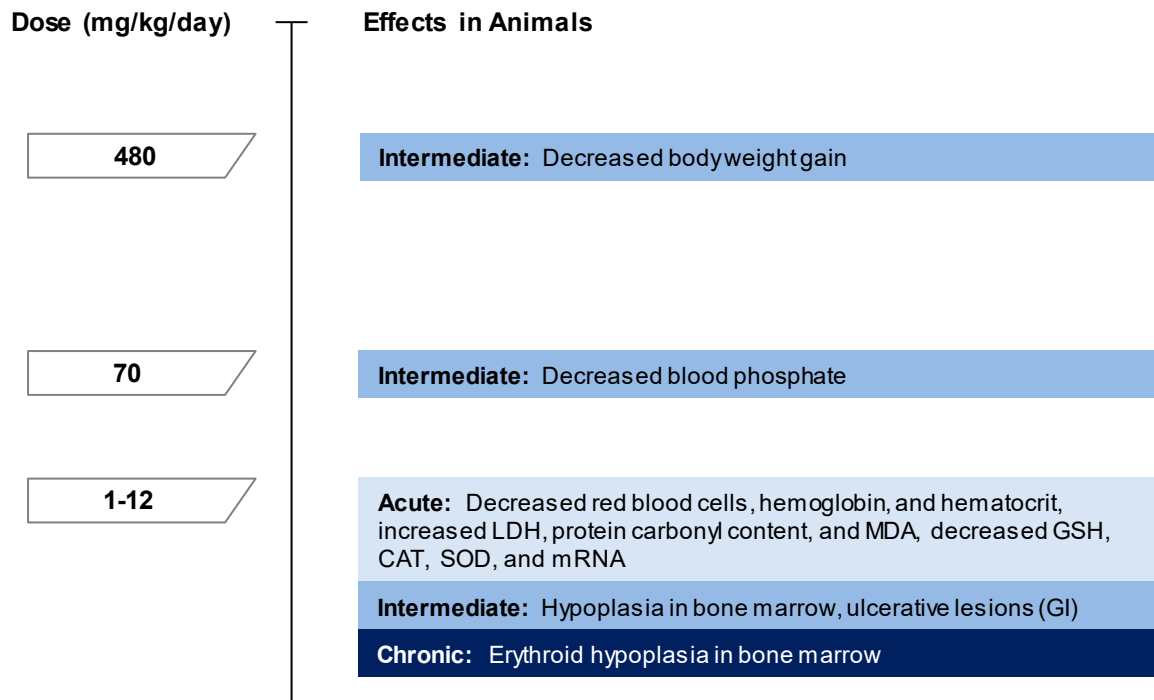 Dose (mg/kg/day)
Effects in Animals
480
Intermediate: Decreased bodyweight gain
70
Intermediate: Decreased blood phosphate
1-12
Acute: Decreased red blood cells, hemoglobin, and hematocrit,
increased LDH, protein carbonyl content, and MDA, decreased GSH,
CAT, SOD, and mRNA
Intermediate: Hypoplasia in bone marrow, ulcerative lesions (GI)
Chronic: Erythroid hypoplasia in bone marrow